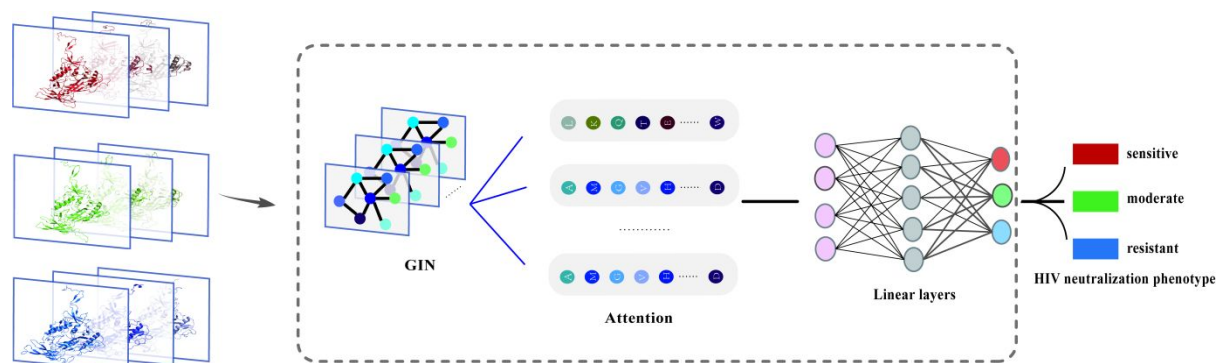 L K Q T E ...... W
A M G V H ...... D
............
A M G V H ...... D
GIN
Attention
Linear layers
sensitive
moderate
resistant
HIV neutralization phenotype